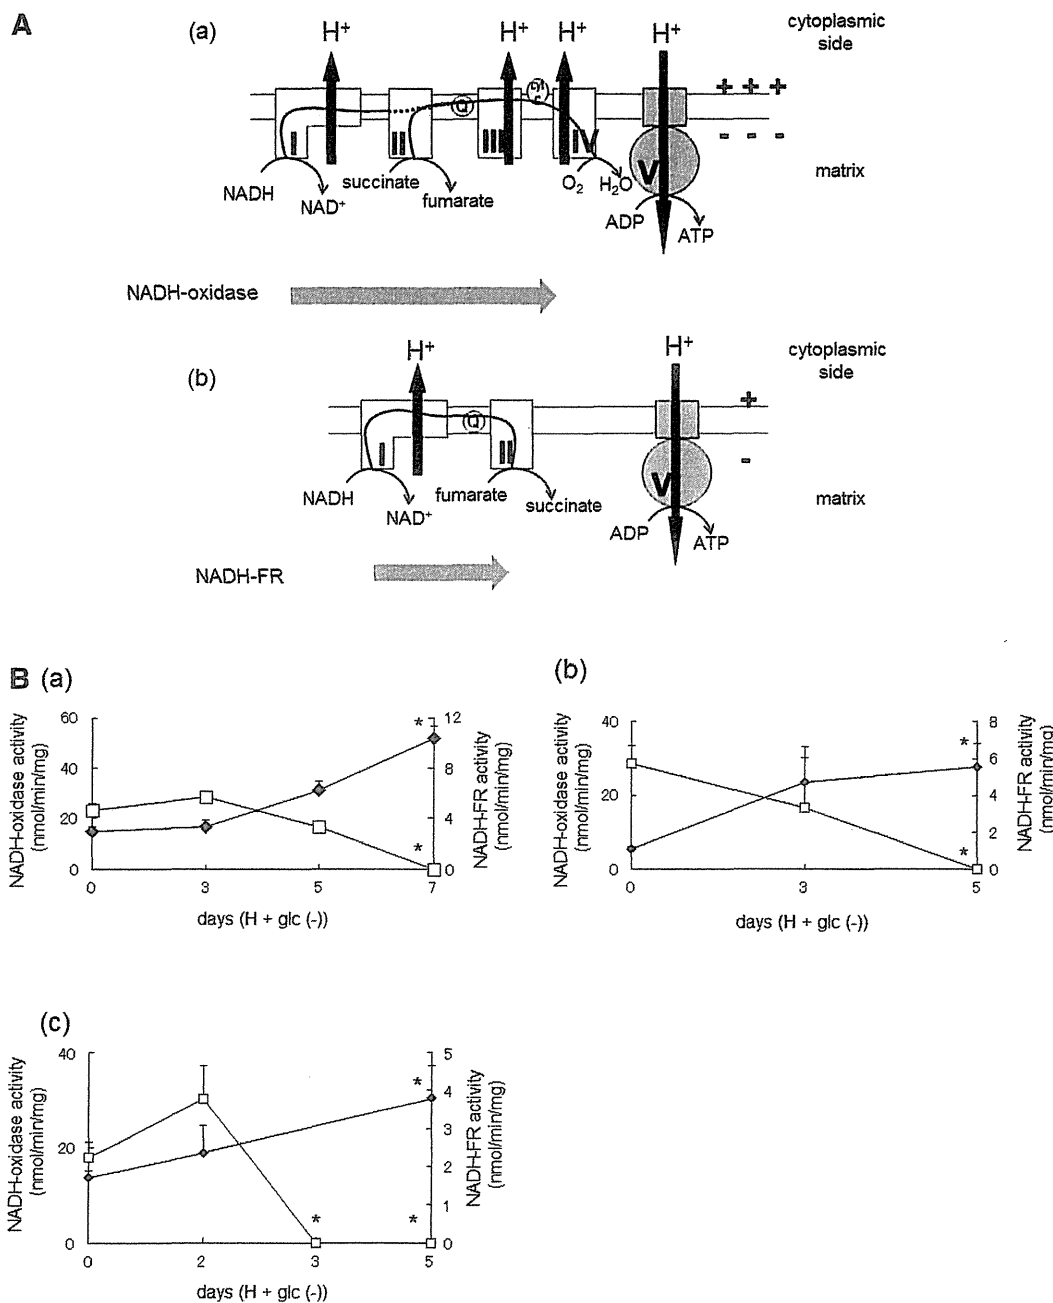 A
(a)
H+
H+
H+
H+
cytoplasmic
side
+ + +
- - -
Q
I
II
III
IV
V
matrix
NADH
NAD+
succinate
fumarate
O2
H2O
ADP
ATP
NADH-oxidase
(b)
H+
H+
cytoplasmic
side
+
-
Q
I
II
V
matrix
NADH
NAD+
fumarate
succinate
ADP
ATP
NADH-FR
B (a)
NADH-oxidase activity
(nmol/min/mg)
60
40
20
0
*
*
12
8
4
0
NADH-FR activity
(nmol/min/mg)
0 3 5 7
days (H + glc (-))
(b)
NADH-oxidase activity
(nmol/min/mg)
40
20
0
*
*
8
6
4
2
0
NADH-FR activity
(nmol/min/mg)
0 3 5
days (H + glc (-))
(c)
NADH-oxidase activity
(nmol/min/mg)
40
20
0
*
* *
5
4
3
2
1
0
NADH-FR activity
(nmol/min/mg)
0 2 3 5
days (H + glc (-))